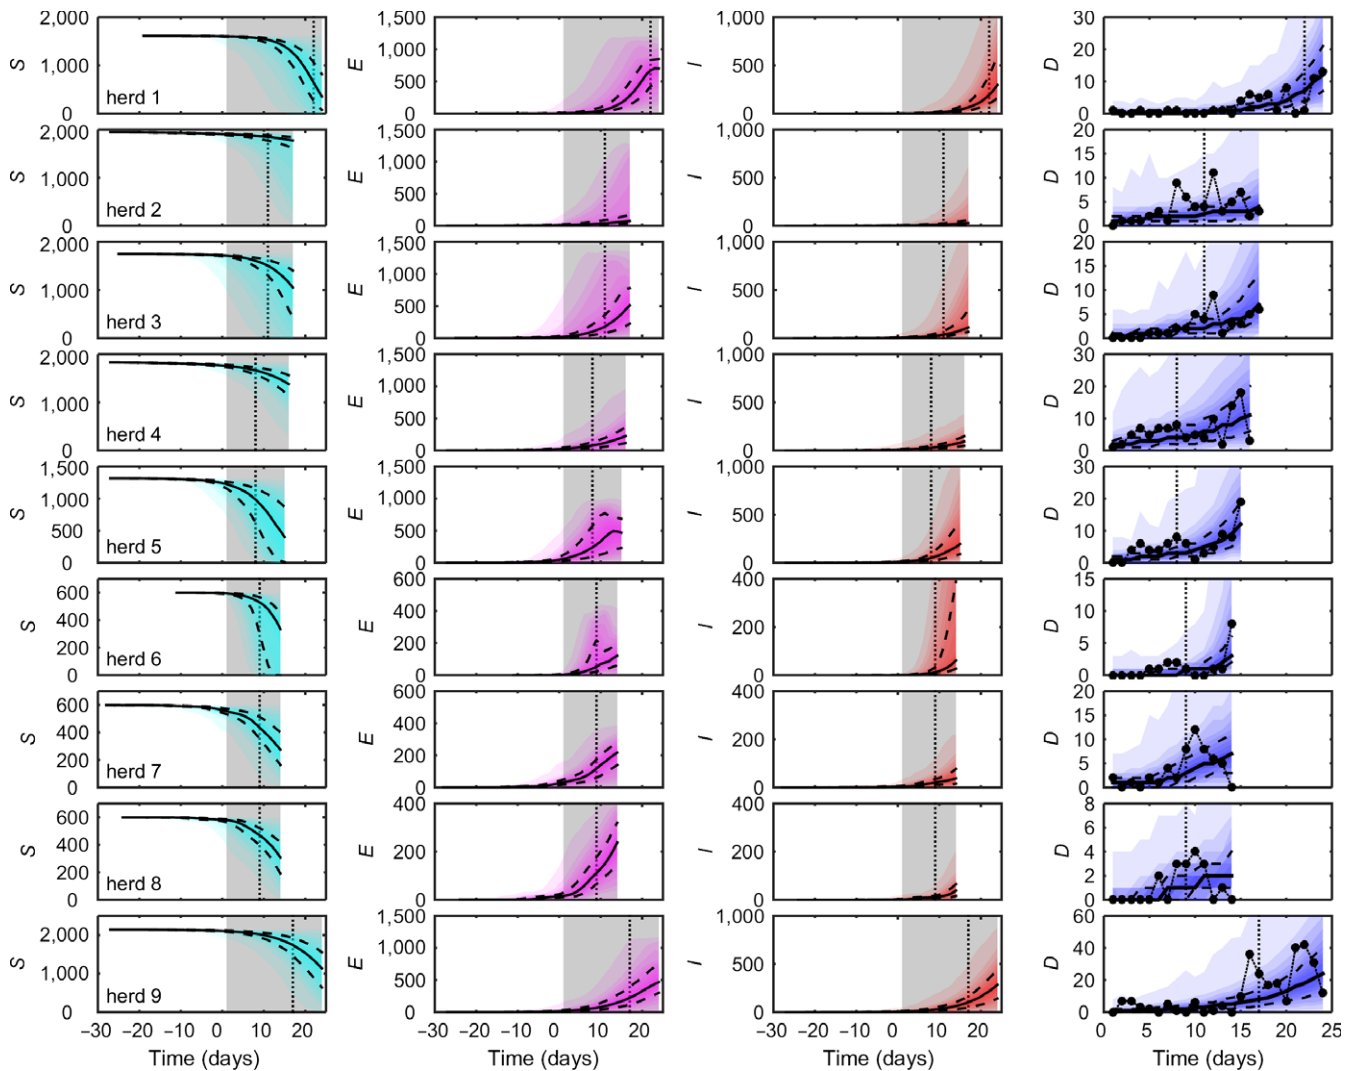 2,000 1,500 1,000 30
S 1,000 E 1,000 I 500 D 20
500 10
herd 1
0 0 0 0
2,000 1,500 1,000 20
S 1,000 E 1,000 I 500 D 15
500 10
herd 2 5
0 0 0 0
2,000 1,500 1,000 20
S 1,000 E 1,000 I 500 D 15
500 10
herd 3 5
0 0 0 0
2,000 1,500 1,000 30
S 1,000 E 1,000 I 500 D 20
500 10
herd 4
0 0 0 0
1,500 1,500 1,000 30
S 1,000 E 1,000 I 500 D 20
500 500 10
herd 5
0 0 0 0
600 600 400 15
S 400 E 400 I 200 D 10
200 200 5
herd 6
0 0 0 0
600 600 400 20
S 400 E 400 I 200 D 15
200 200 10
herd 7 5
0 0 0 0
600 400 400 8
S 400 E 200 I 200 D 6
200 4
herd 8 2
0 0 0 0
2,000 1,500 1,000 60
S 1,000 E 1,000 I 500 D 40
500 20
herd 9
0 0 0 0
−30 −20 −10 0 10 20 −30 −20 −10 0 10 20 −30 −20 −10 0 10 20 0 5 10 15 20 25
Time (days) Time (days) Time (days) Time (days)